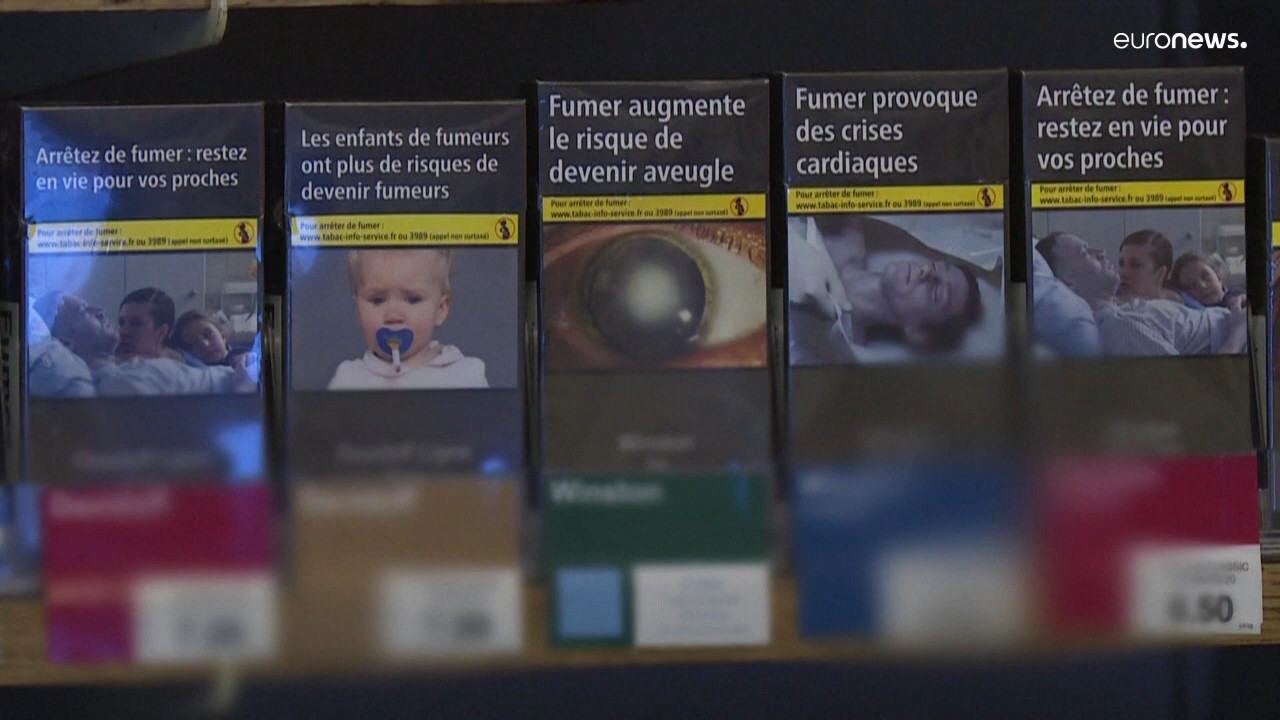 euronews.
Arrêtez de fumer : restez
en vie pour vos proches
Pour arrêter de fumer :
www.tabac-info-service.fr ou 3989 (appel non surtaxé)
Les enfants de fumeurs
ont plus de risques de
devenir fumeurs
Pour arrêter de fumer :
www.tabac-info-service.fr ou 3989 (appel non surtaxé)
Fumer augmente
le risque de
devenir aveugle
Pour arrêter de fumer :
www.tabac-info-service.fr ou 3989 (appel non surtaxé)
Winston
Winston
Fumer provoque
des crises
cardiaques
Pour arrêter de fumer :
www.tabac-info-service.fr ou 3989 (appel non surtaxé)
Arrêtez de fumer :
restez en vie pour
vos proches
Pour arrêter de fumer :
www.tabac-info-service.fr ou 3989 (appel non surtaxé)